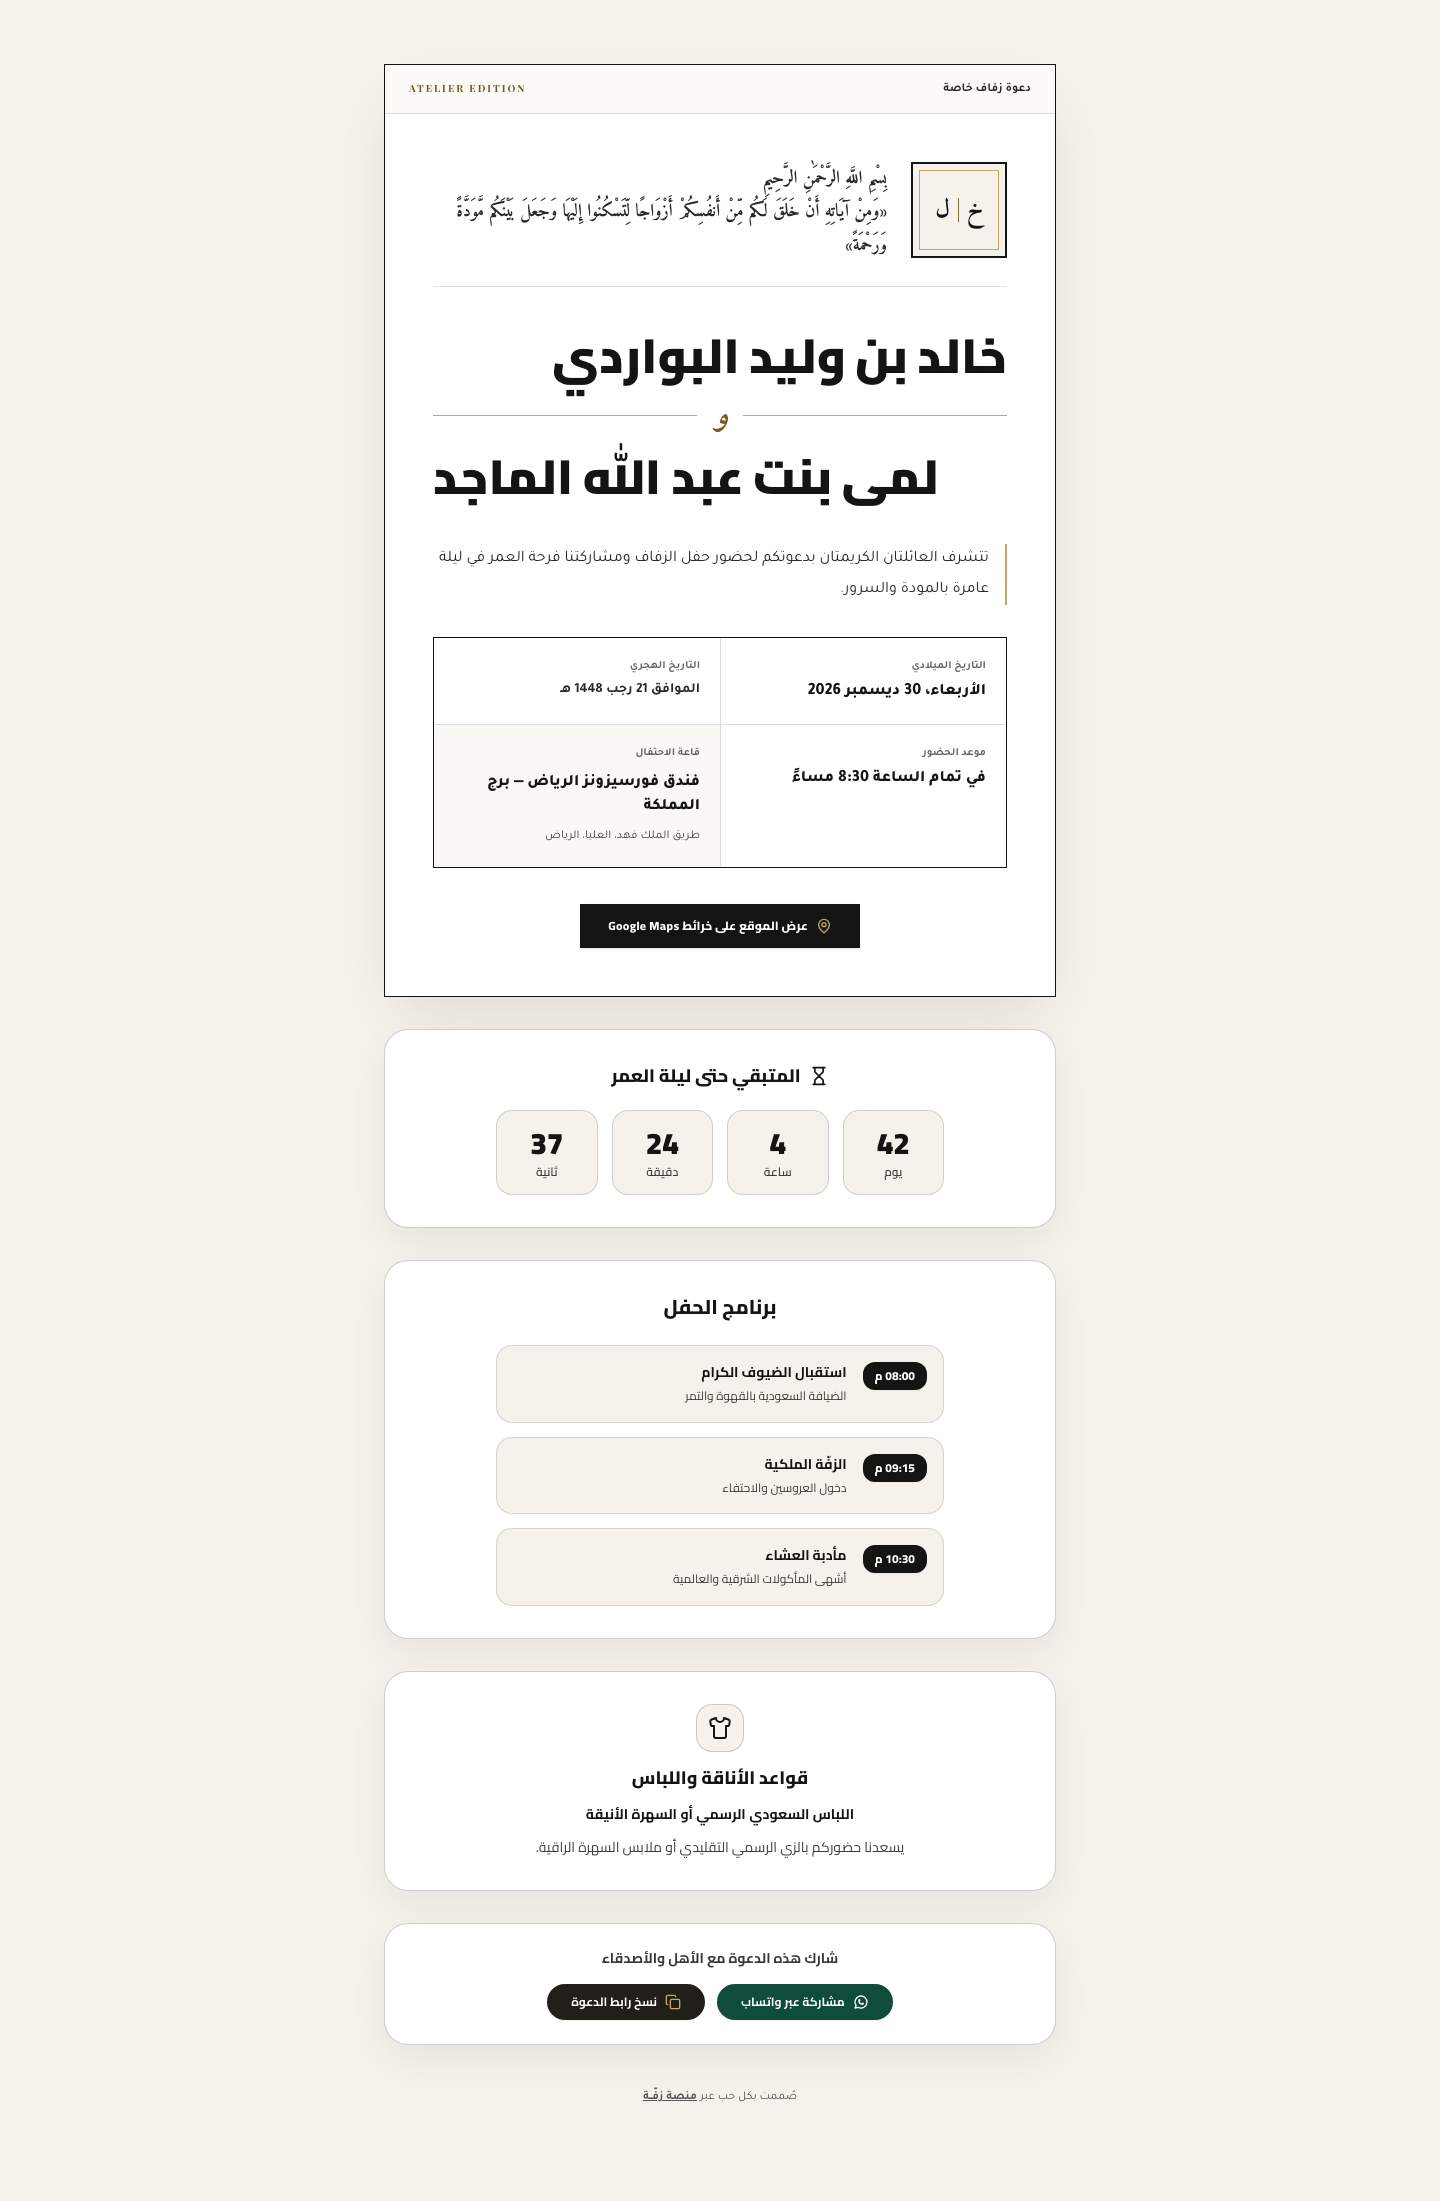 دعوة زفاف خاصة
ATELIER EDITION
خ | ل
بِسْمِ اللَّهِ الرَّحْمَٰنِ الرَّحِيمِ
«وَمِنْ آيَاتِهِ أَنْ خَلَقَ لَكُم مِّنْ أَنفُسِكُمْ أَزْوَاجًا لِّتَسْكُنُوا إِلَيْهَا وَجَعَلَ بَيْنَكُم مَّوَدَّةً
وَرَحْمَةً»
خالد بن وليد البواردي
و
لمى بنت عبد الله الماجد
تتشرف العائلتان الكريمتان بدعوتكم لحضور حفل الزفاف ومشاركتنا فرحة العمر في ليلة
عامرة بالمودة والسرور.
التاريخ الميلادي
الأربعاء، 30 ديسمبر 2026
التاريخ الهجري
الموافق 21 رجب 1448 هـ
موعد الحضور
في تمام الساعة 8:30 مساءً
قاعة الاحتفال
فندق فورسيزونز الرياض – برج
المملكة
طريق الملك فهد، العليا، الرياض
عرض الموقع على خرائط Google Maps
المتبقي حتى ليلة العمر
42
يوم
4
ساعة
24
دقيقة
37
ثانية
برنامج الحفل
08:00 م
استقبال الضيوف الكرام
الضيافة السعودية بالقهوة والتمر
09:15 م
الزفّة الملكية
دخول العروسين والاحتفاء
10:30 م
مأدبة العشاء
أشهى المأكولات الشرقية والعالمية
قواعد الأناقة واللباس
اللباس السعودي الرسمي أو السهرة الأنيقة
يسعدنا حضوركم بالزي الرسمي التقليدي أو ملابس السهرة الراقية.
شارك هذه الدعوة مع الأهل والأصدقاء
مشاركة عبر واتساب
نسخ رابط الدعوة
صُممت بكل حب عبر منصة زفّـة